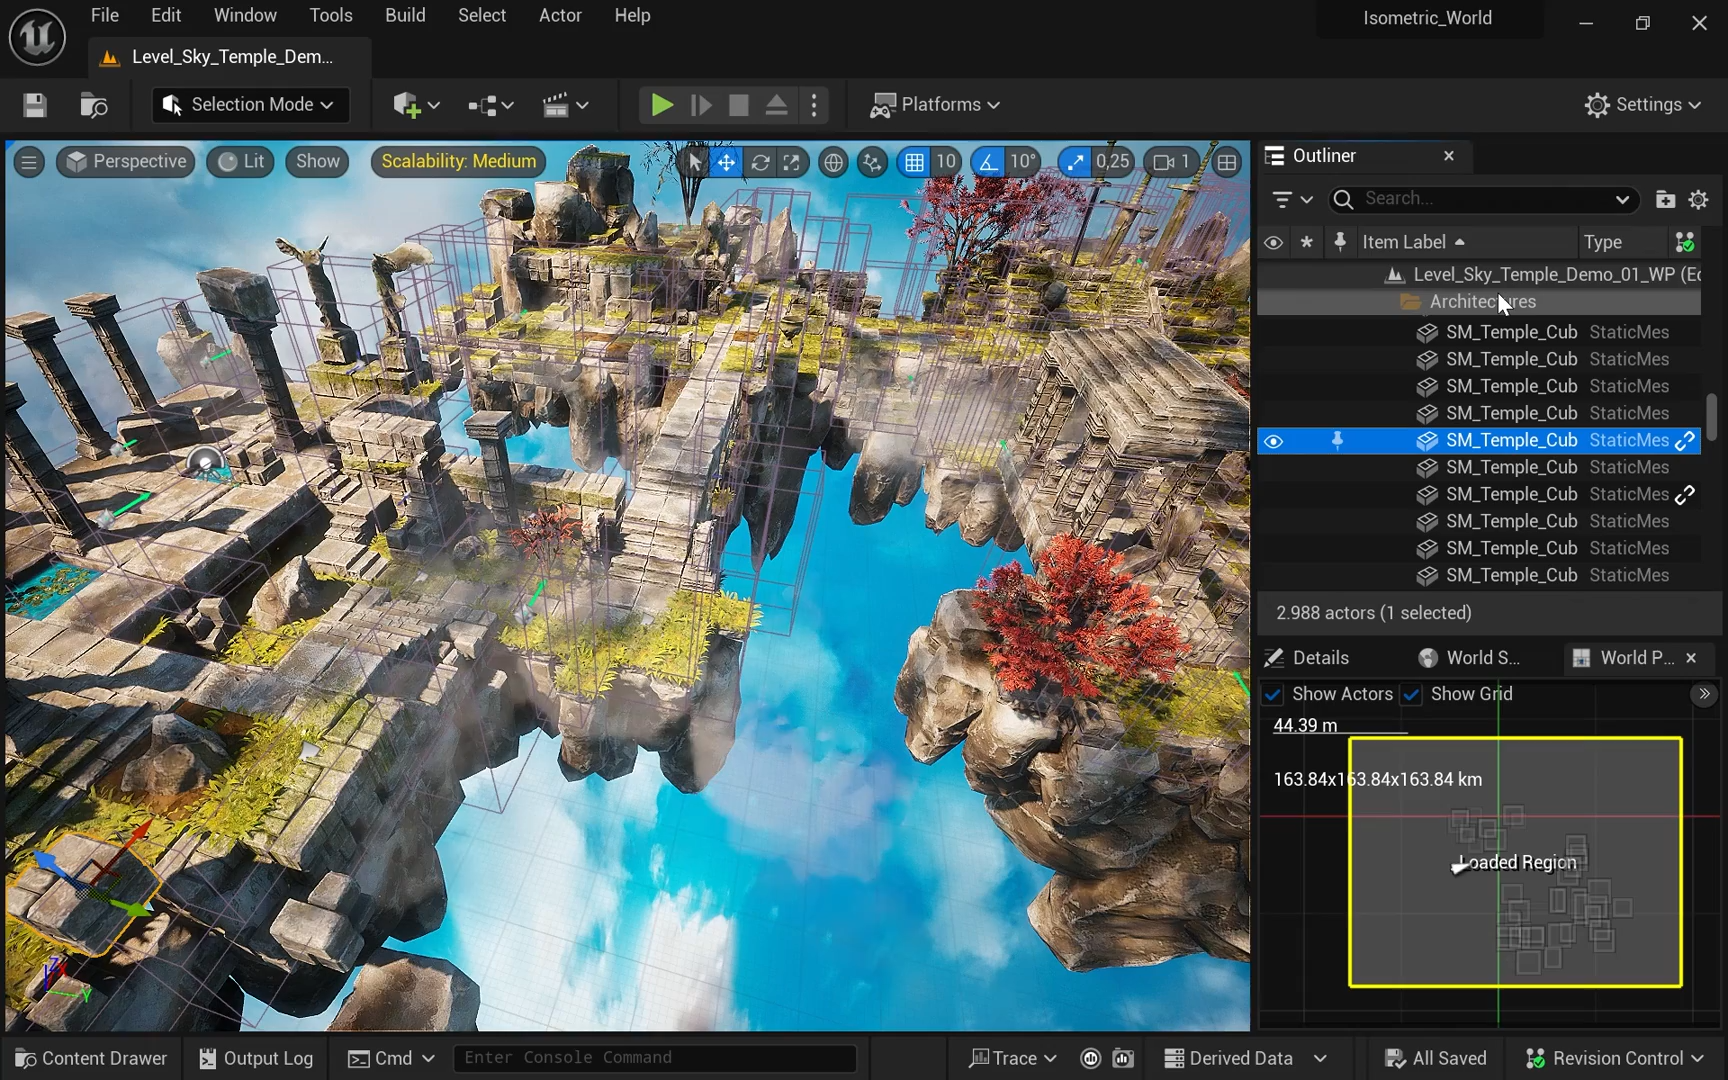 File Edit Window Tools Build Select Actor Help
Isometric_World
Level_Sky_Temple_Dem...
Selection Mode
Platforms
Settings
Perspective Lit Show Scalability: Medium 10 10° 0,25 1
Outliner
Search...
Item Label Type
Level_Sky_Temple_Demo_01_WP (Ed
Architectures
SM_Temple_Cub StaticMes
SM_Temple_Cub StaticMes
SM_Temple_Cub StaticMes
SM_Temple_Cub StaticMes
SM_Temple_Cub StaticMes
SM_Temple_Cub StaticMes
SM_Temple_Cub StaticMes
SM_Temple_Cub StaticMes
SM_Temple_Cub StaticMes
SM_Temple_Cub StaticMes
2.988 actors (1 selected)
Details World S... World P...
Show Actors Show Grid
44.39 m
163.84x163.84x163.84 km
Loaded Region
Z X Y
Content Drawer Output Log Cmd Enter Console Command Trace Derived Data All Saved Revision Control